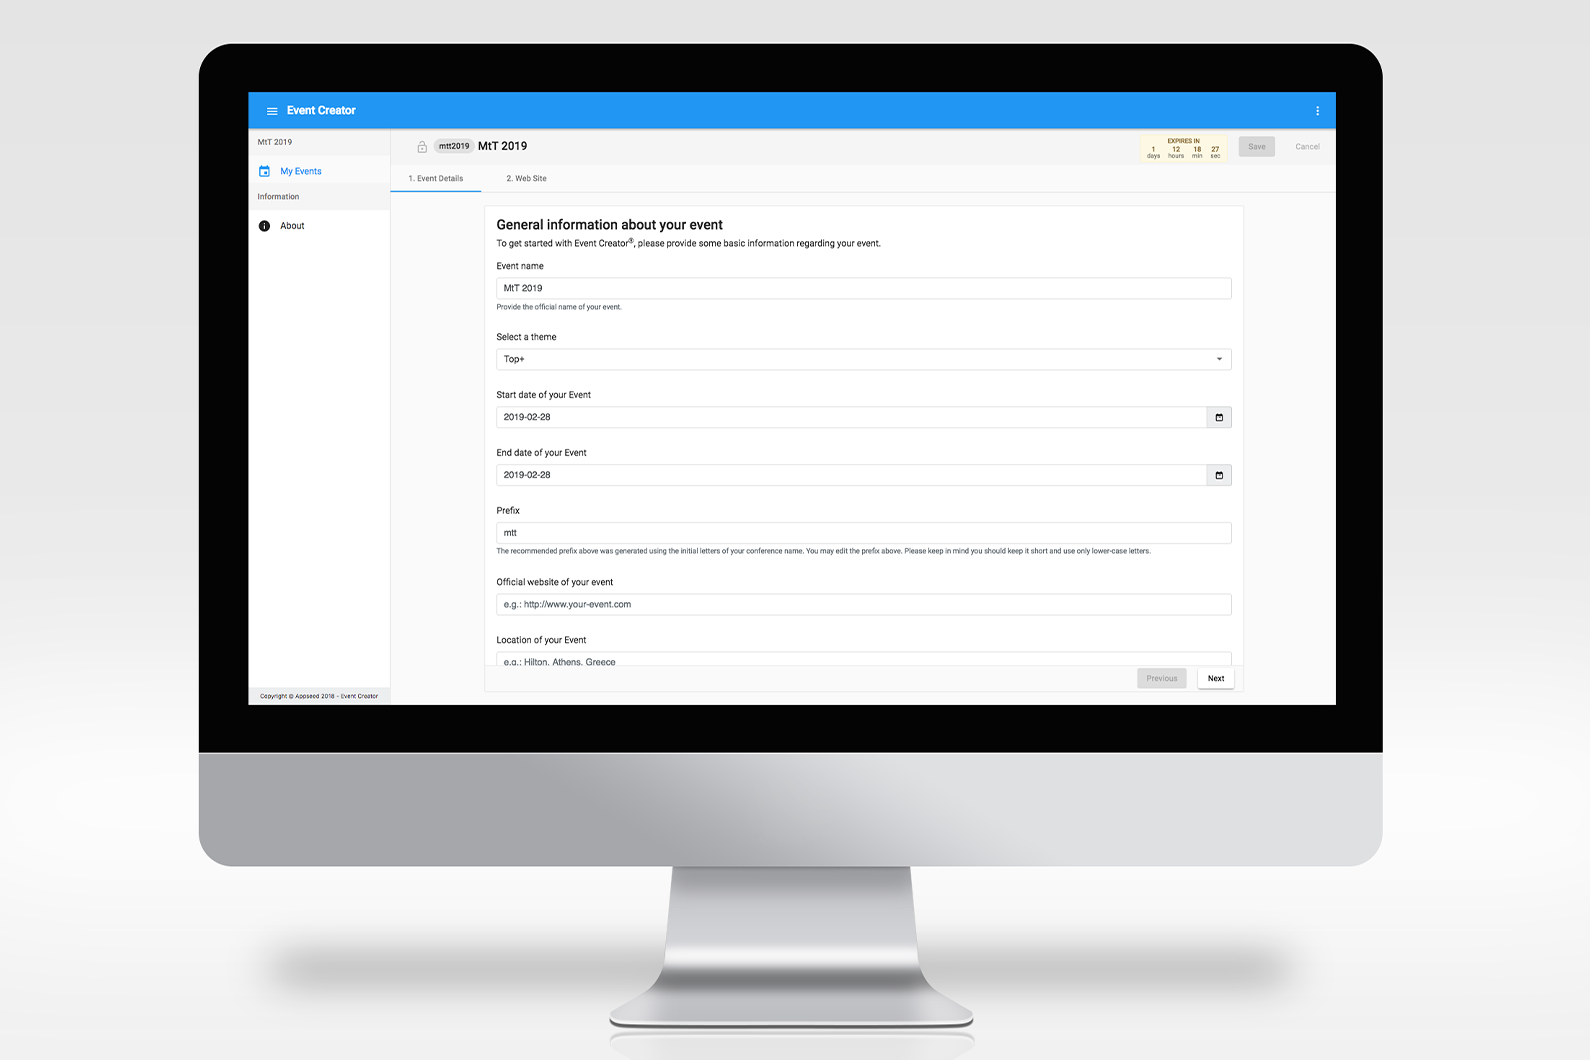 Event Creator
MtT 2019
My Events
Information
About
mtt2019 MtT 2019
EXPIRES IN
1 12 18 27
days hours min sec
Save
Cancel
1. Event Details
2. Web Site
General information about your event
To get started with Event Creator®, please provide some basic information regarding your event.
Event name
MtT 2019
Provide the official name of your event.
Select a theme
Top+
Start date of your Event
2019-02-28
End date of your Event
2019-02-28
Prefix
mtt
The recommended prefix above was generated using the initial letters of your conference name. You may edit the prefix above. Please keep in mind you should keep it short and use only lower-case letters.
Official website of your event
e.g.: http://www.your-event.com
Location of your Event
e.g.: Hilton, Athens, Greece
Previous
Next
Copyright © Appseed 2018 - Event Creator